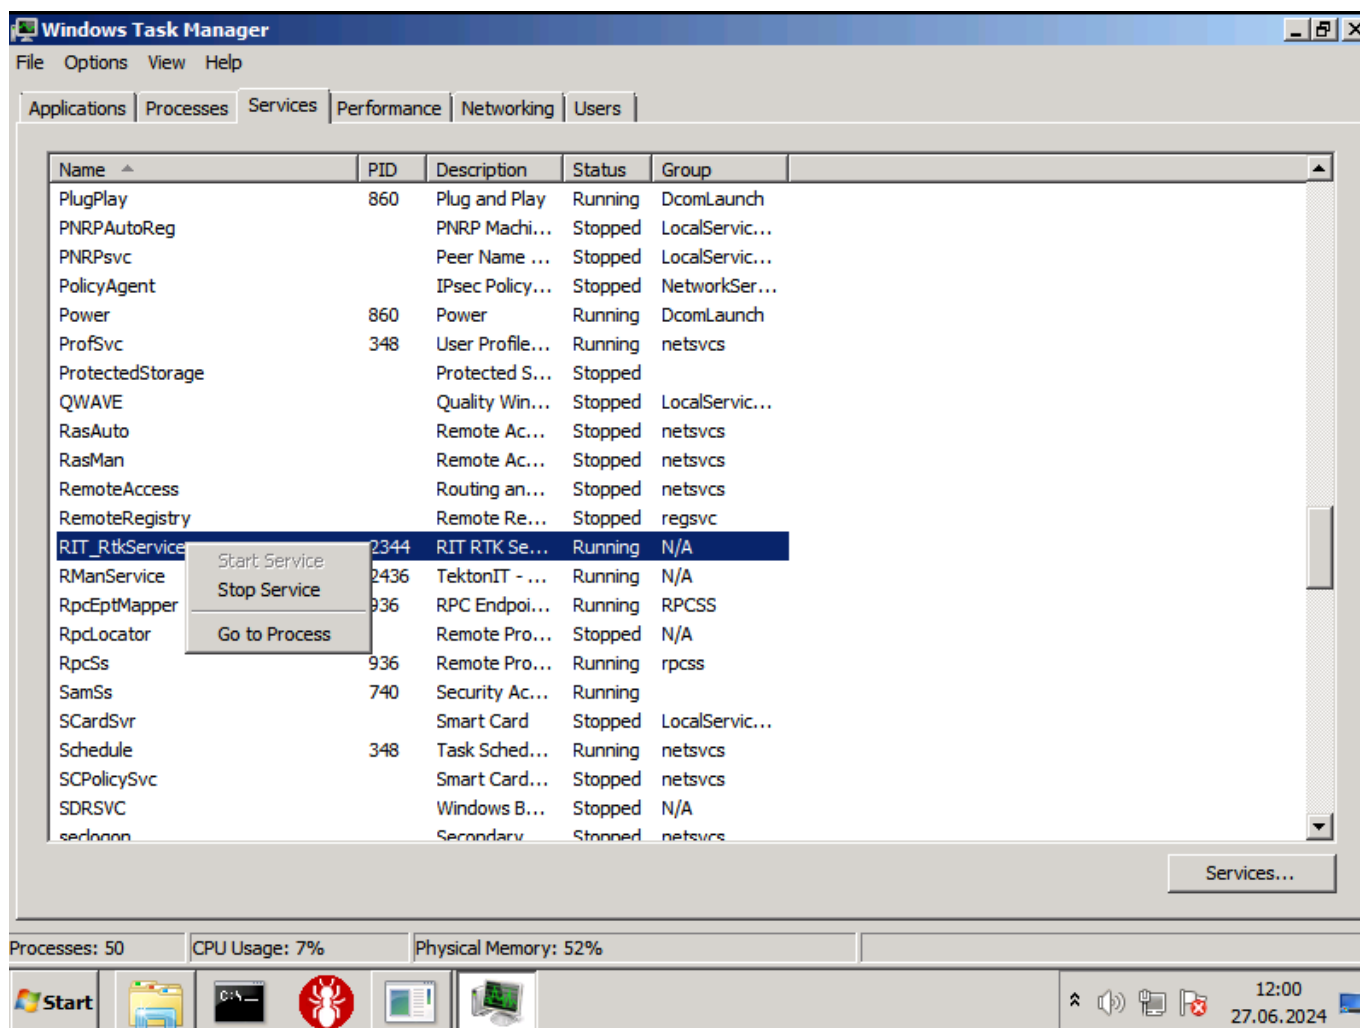 Windows Task Manager
File Options View Help
Applications Processes Services Performance Networking Users
Name PID Description Status Group
PlugPlay 860 Plug and Play Running DcomLaunch
PNRPAutoReg PNRP Machi... Stopped LocalServic...
PNRPsvc Peer Name ... Stopped LocalServic...
PolicyAgent IPsec Policy... Stopped NetworkSer...
Power 860 Power Running DcomLaunch
ProfSvc 348 User Profile... Running netsvcs
ProtectedStorage Protected S... Stopped
QWAVE Quality Win... Stopped LocalServic...
RasAuto Remote Ac... Stopped netsvcs
RasMan Remote Ac... Stopped netsvcs
RemoteAccess Routing an... Stopped netsvcs
RemoteRegistry Remote Re... Stopped regsvc
RIT_RtkService 2344 RIT RTK Se... Running N/A
Start Service
RManService 2436 TektonIT - ... Running N/A
Stop Service
RpcEptMapper 936 RPC Endpoi... Running RPCSS
RpcLocator Remote Pro... Stopped N/A
Go to Process
RpcSs 936 Remote Pro... Running rpcss
SamSs 740 Security Ac... Running
SCardSvr Smart Card Stopped LocalServic...
Schedule 348 Task Sched... Running netsvcs
SCPolicySvc Smart Card... Stopped netsvcs
SDRSVC Windows B... Stopped N/A
seclogon Secondary Stopped netsvcs
Services...
Processes: 50 CPU Usage: 7% Physical Memory: 52%
Start C:\ 12:00
27.06.2024